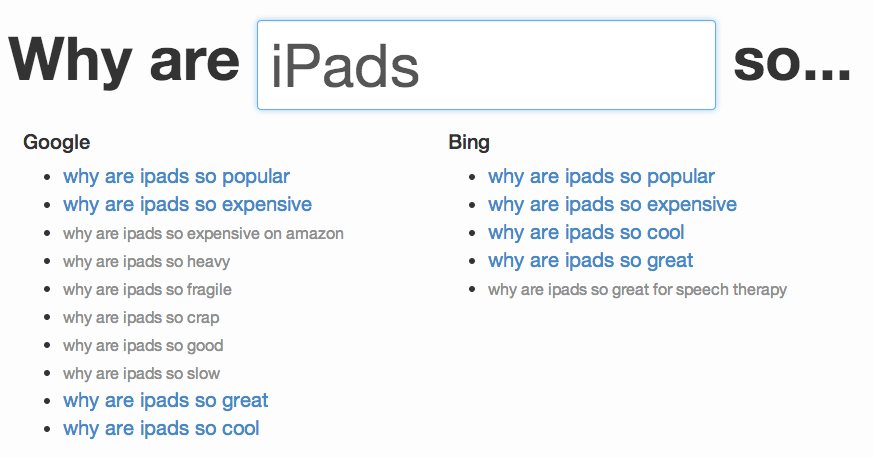 Why are iPads so...
Google
why are ipads so popular
why are ipads so expensive
why are ipads so expensive on amazon
why are ipads so heavy
why are ipads so fragile
why are ipads so crap
why are ipads so good
why are ipads so slow
why are ipads so great
why are ipads so cool
Bing
why are ipads so popular
why are ipads so expensive
why are ipads so cool
why are ipads so great
why are ipads so great for speech therapy